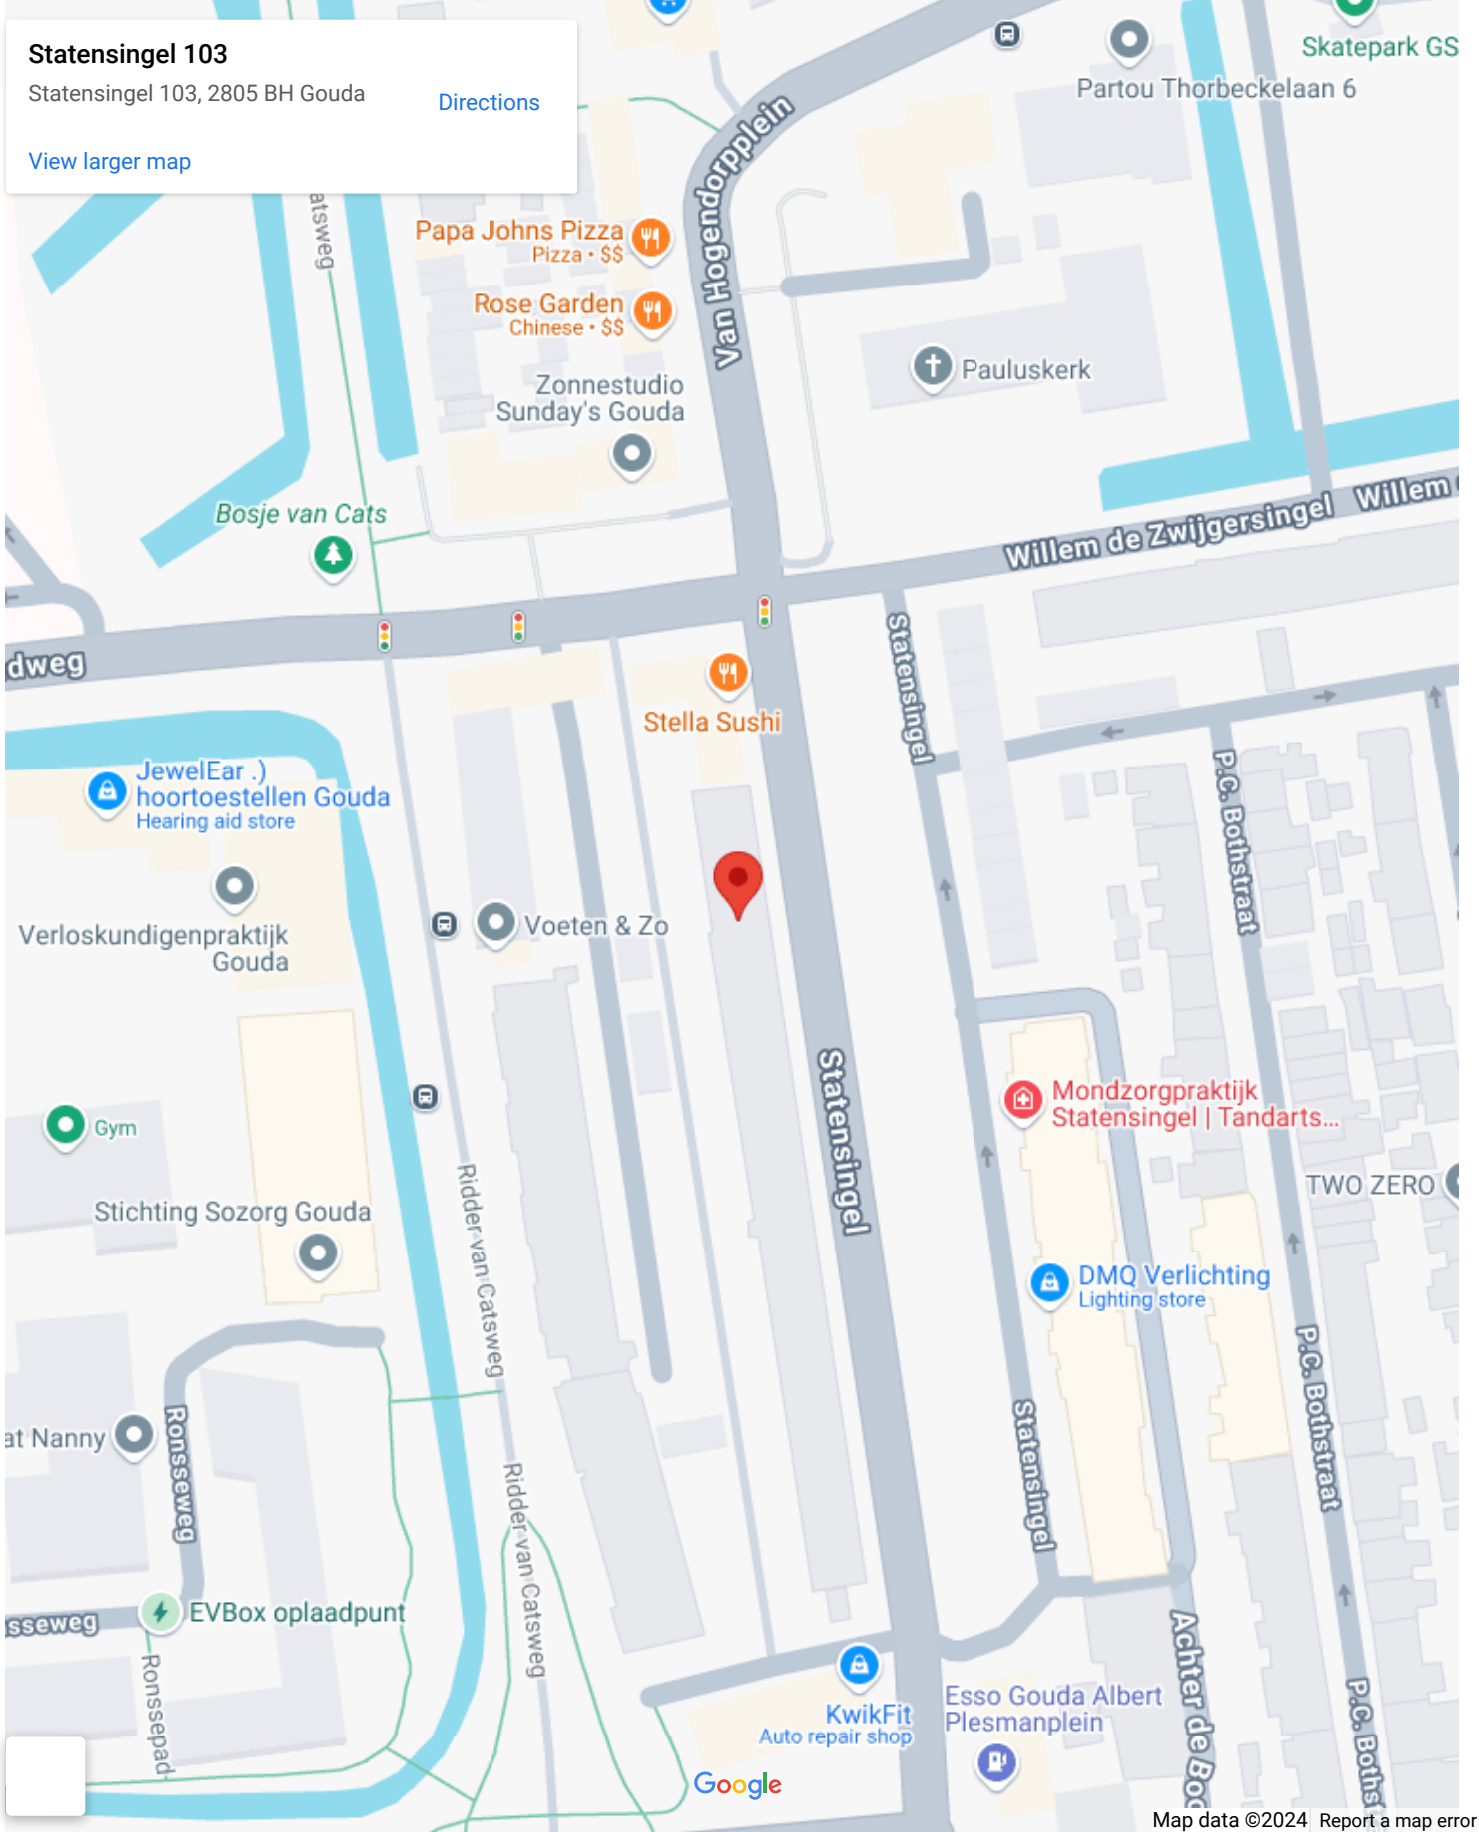 Statensingel 103
Statensingel 103, 2805 BH Gouda
Directions
View larger map
Skatepark GS
Partou Thorbeckelaan 6
Van Hogendorpplein
atsweg
Papa Johns Pizza
Pizza • $$
Rose Garden
Chinese • $$
Zonnestudio
Sunday's Gouda
Pauluskerk
Bosje van Cats
Willem de Zwijgersingel
Willem
dweg
Stella Sushi
Statensingel
JewelEar .)
hoortoestellen Gouda
Hearing aid store
P.C. Bothstraat
Verloskundigenpraktijk
Gouda
Voeten & Zo
Statensingel
Mondzorgpraktijk
Statensingel | Tandarts...
Gym
TWO ZERO
Stichting Sozorg Gouda
Ridder van Catsweg
DMQ Verlichting
Lighting store
P.C. Bothstraat
at Nanny
Ronsseweg
Statensingel
Ridder van Catsweg
EVBox oplaadpunt
sseweg
Ronssepad
Achter de Boo
P.C. Boths
KwikFit
Auto repair shop
Esso Gouda Albert
Plesmanplein
Google
Map data ©2024
Report a map error